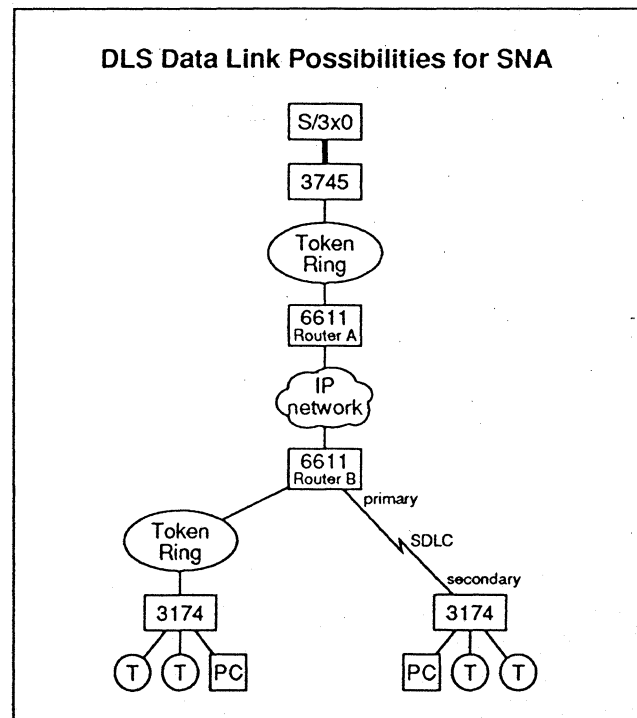 DLS Data Link Possibilities for SNA
S/3x0
3745
Token
Ring
6611
Router A
IP
network
6611
Router B
primary
Token
Ring
SDLC
secondary
3174
3174
T T PC
PC T T